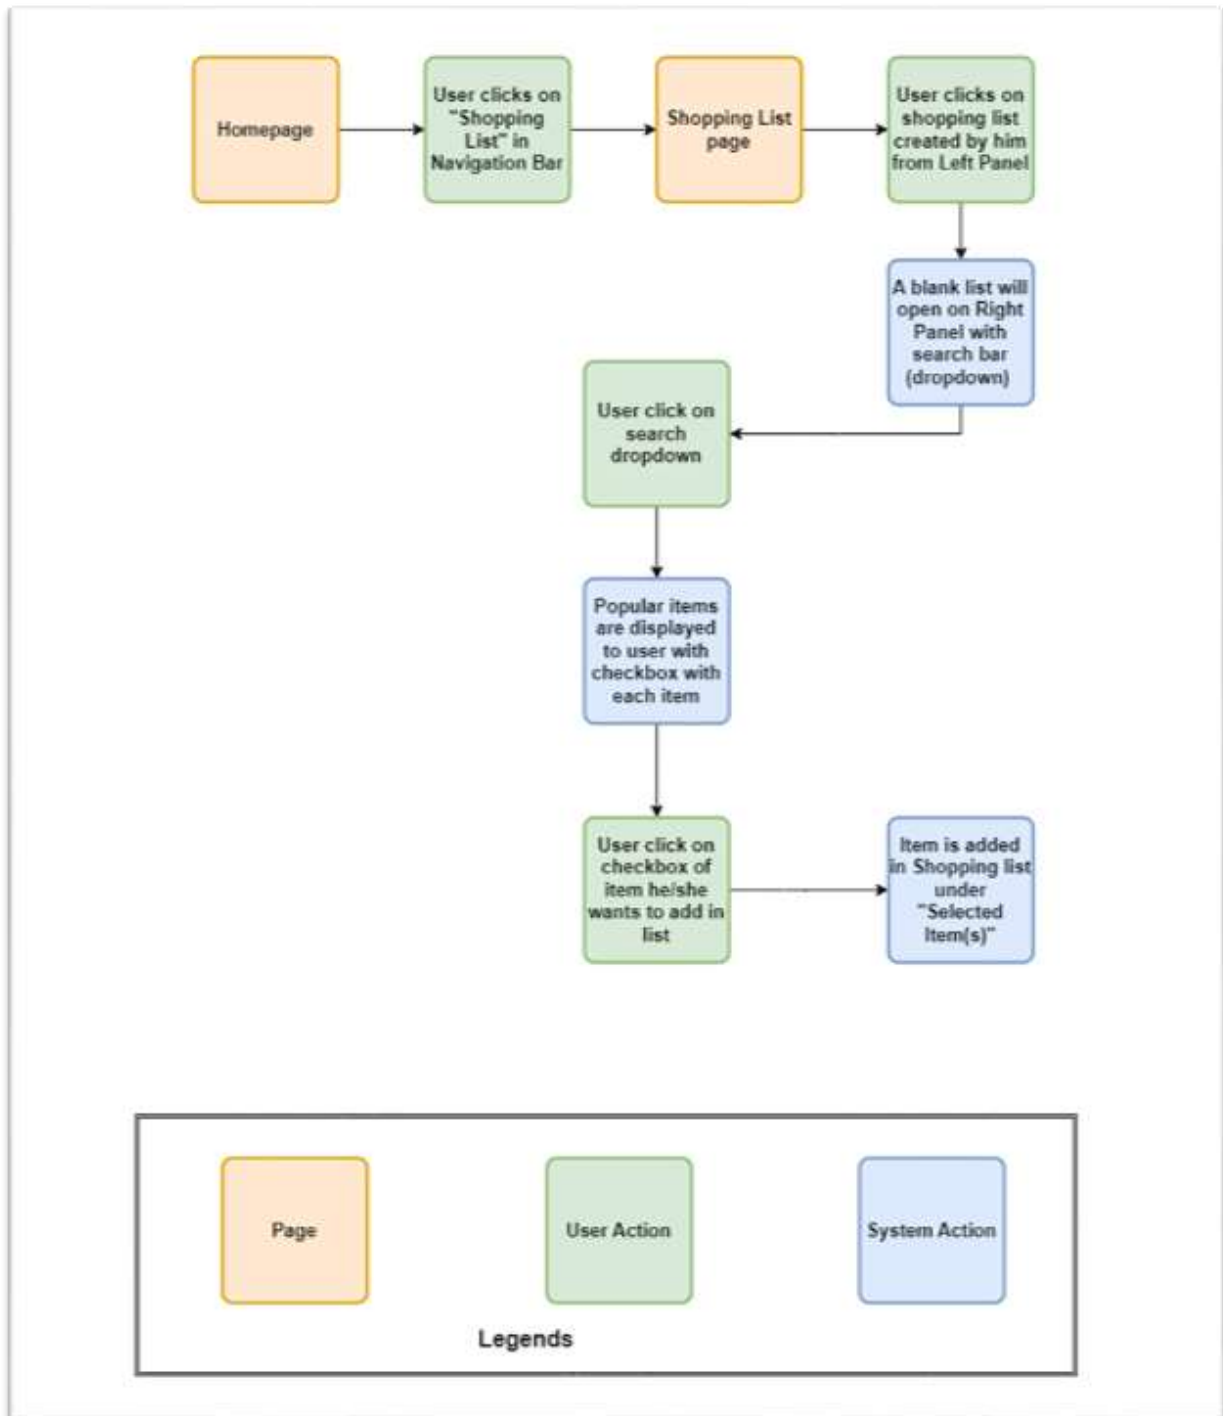 Homepage
User clicks on
"Shopping
List" in
Navigation Bar
Shopping List
page
User clicks on
shopping list
created by him
from Left Panel
A blank list will
open on Right
Panel with
search bar
(dropdown)
User click on
search
dropdown
Popular items
are displayed
to user with
checkbox with
each item
User click on
checkbox of
item he/she
wants to add in
list
Item is added
in Shopping list
under
"Selected
Item(s)"
Page
User Action
System Action
Legends